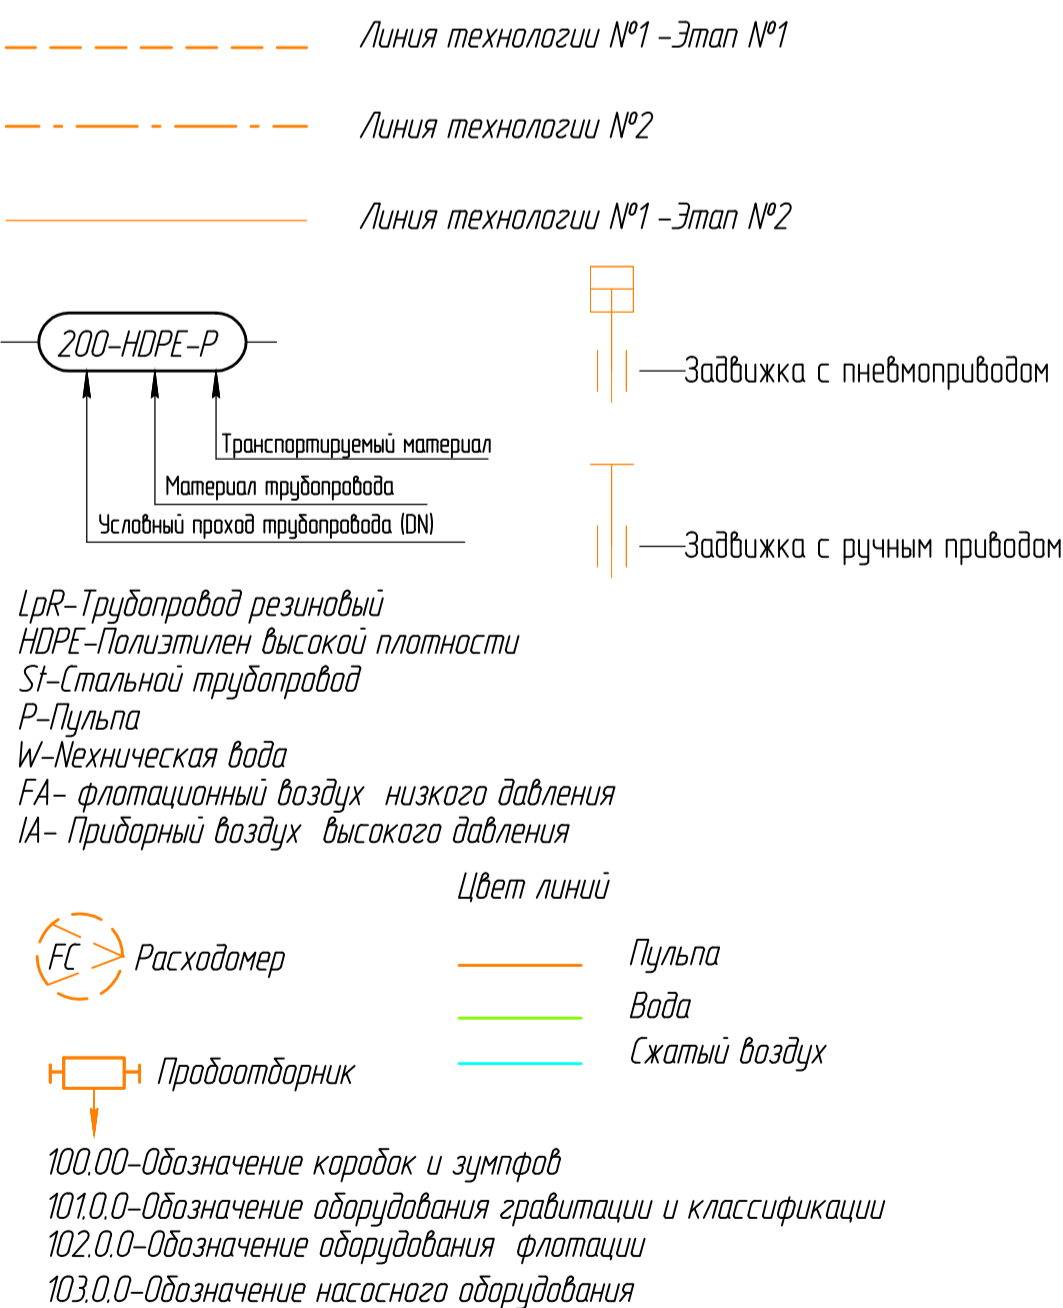 Линия технологии №1 -Этап №1
Линия технологии №2
Линия технологии №1 -Этап №2
200-HDPE-P
Транспортируемый материал
Материал трубопровода
Условный проход трубопровода (DN)
Задвижка с пневмоприводом
Задвижка с ручным приводом
LpR-Трубопровод резиновый
HDPE-Полиэтилен высокой плотности
St-Стальной трубопровод
P-Пульпа
W-Nехническая вода
FA- флотационный воздух низкого давления
IA- Приборный воздух высокого давления
Цвет линий
FC Расходомер
Пульпа
Вода
Сжатый воздух
Пробоотборник
100.00-Обозначение коробок и зумпфов
101.0.0-Обозначение оборудования гравитации и классификации
102.0.0-Обозначение оборудования флотации
103.0.0-Обозначение насосного оборудования